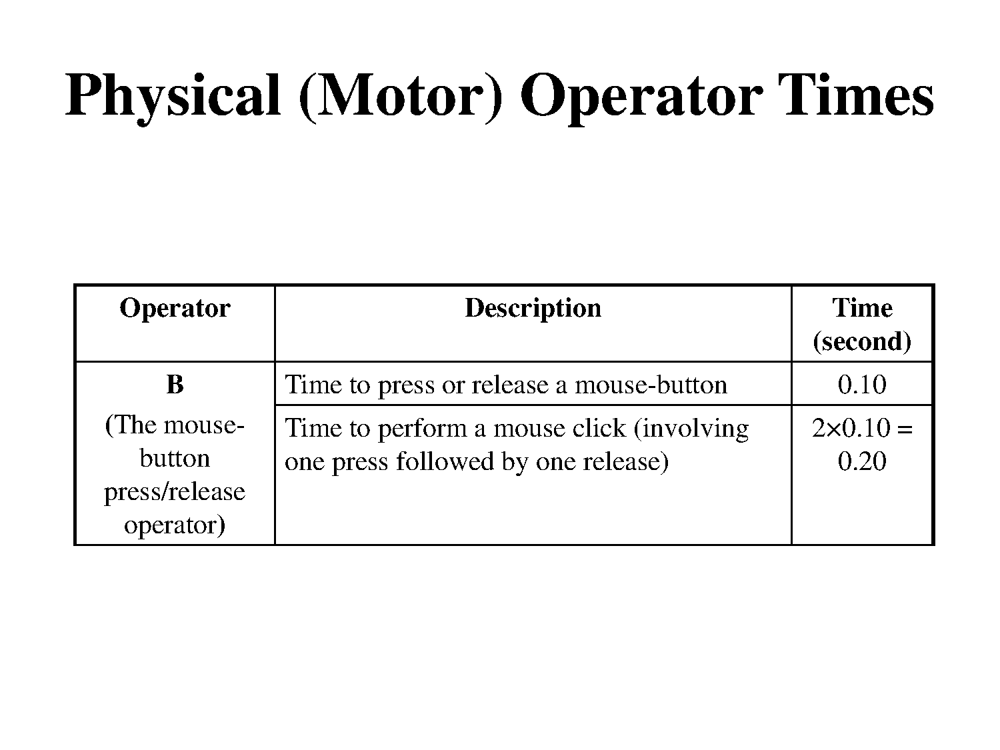 Physical (Motor) Operator Times
Operator
Description
Time
(second)
B
(The mouse-
button
press/release
operator)
Time to press or release a mouse-button
0.10
Time to perform a mouse click (involving
one press followed by one release)
2×0.10 =
0.20